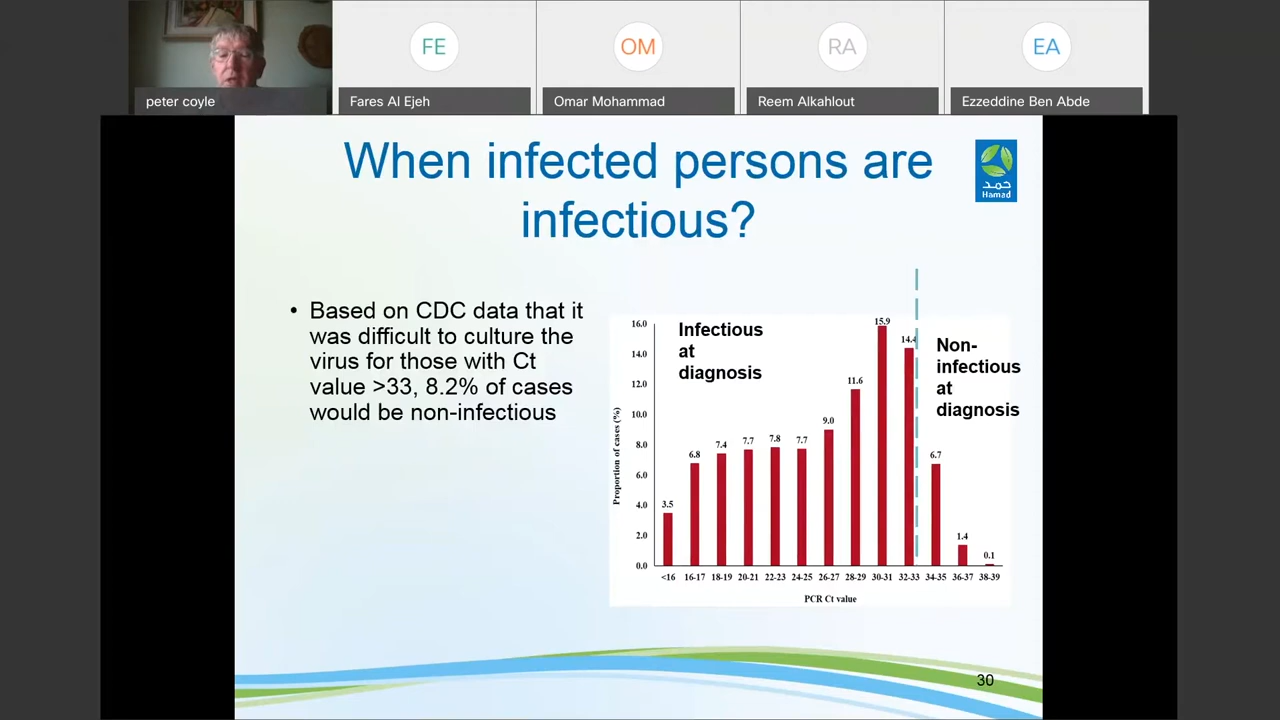 FE
OM
RA
EA
peter coyle
Fares Al Ejeh
Omar Mohammad
Reem Alkahlout
Ezzeddine Ben Abde
When infected persons are
infectious?
حمد
Hamad
• Based on CDC data that it
was difficult to culture the
virus for those with Ct
value >33, 8.2% of cases
would be non-infectious
Infectious
at
diagnosis
Non-
infectious
at
diagnosis
Proportion of cases (%)
16.0
14.0
12.0
10.0
8.0
6.0
4.0
2.0
0.0
3.5
6.8
7.4
7.7
7.8
7.7
9.0
11.6
15.9
14.4
6.7
1.4
0.1
<16
16-17
18-19
20-21
22-23
24-25
26-27
28-29
30-31
32-33
34-35
36-37
38-39
PCR Ct value
30